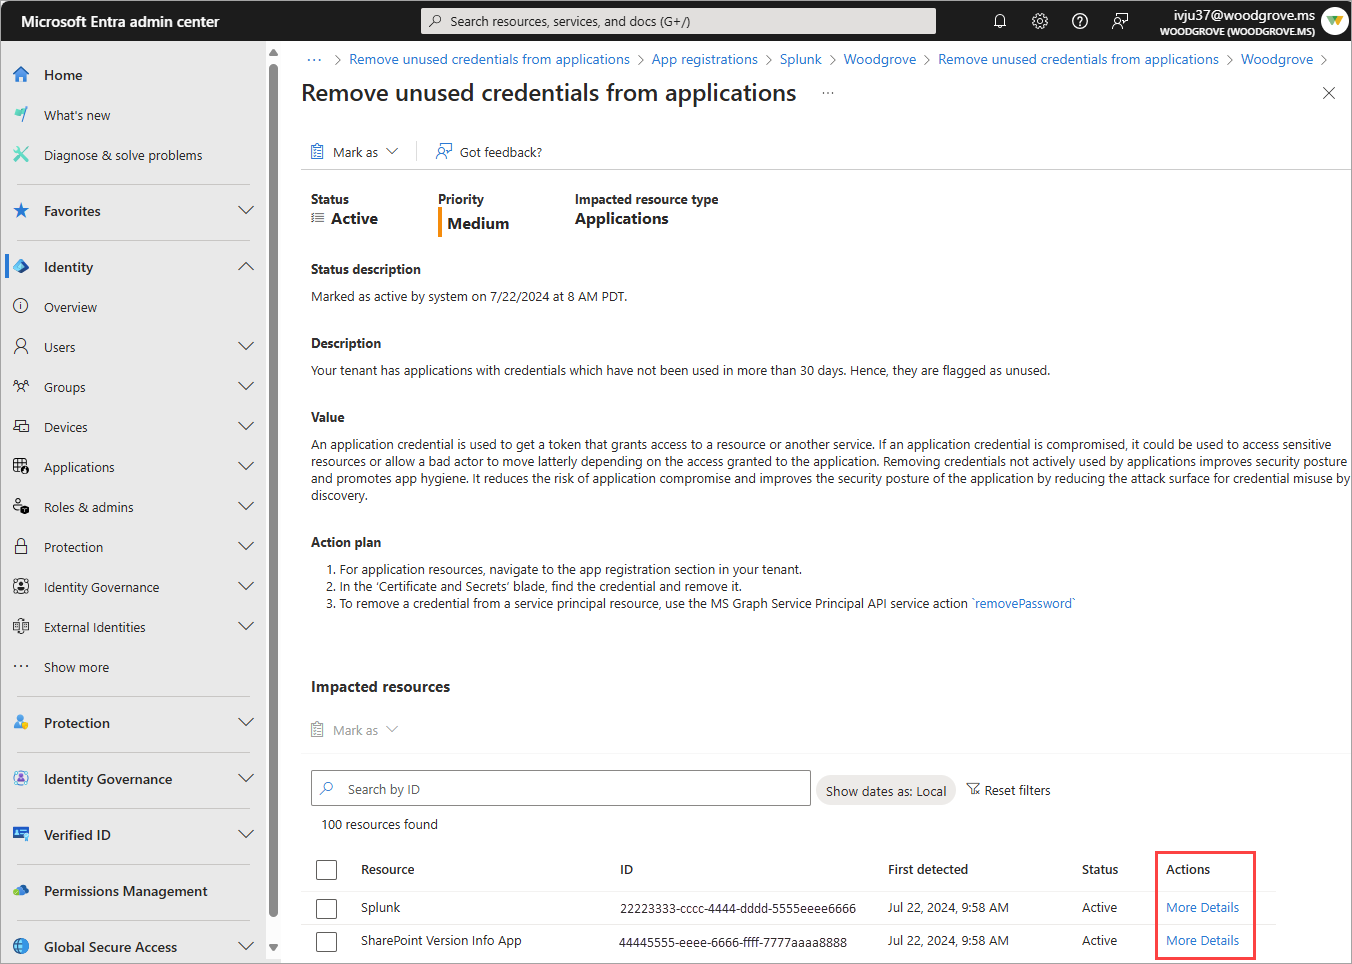 Microsoft Entra admin center
Search resources, services, and docs (G+/)
ivju37@woodgrove.ms
WOODGROVE (WOODGROVE.MS)
Home
What's new
Diagnose & solve problems
Favorites
Identity
Overview
Users
Groups
Devices
Applications
Roles & admins
Protection
Identity Governance
External Identities
Show more
Protection
Identity Governance
Verified ID
Permissions Management
Global Secure Access
··· > Remove unused credentials from applications > App registrations > Splunk > Woodgrove > Remove unused credentials from applications > Woodgrove >
Remove unused credentials from applications ···
Mark as
Got feedback?
Status
Active
Priority
Medium
Impacted resource type
Applications
Status description
Marked as active by system on 7/22/2024 at 8 AM PDT.
Description
Your tenant has applications with credentials which have not been used in more than 30 days. Hence, they are flagged as unused.
Value
An application credential is used to get a token that grants access to a resource or another service. If an application credential is compromised, it could be used to access sensitive
resources or allow a bad actor to move latterly depending on the access granted to the application. Removing credentials not actively used by applications improves security posture
and promotes app hygiene. It reduces the risk of application compromise and improves the security posture of the application by reducing the attack surface for credential misuse by
discovery.
Action plan
1. For application resources, navigate to the app registration section in your tenant.
2. In the ‘Certificate and Secrets’ blade, find the credential and remove it.
3. To remove a credential from a service principal resource, use the MS Graph Service Principal API service action `removePassword`
Impacted resources
Mark as
Search by ID
Show dates as: Local
Reset filters
100 resources found
Resource ID First detected Status Actions
Splunk 22223333-cccc-4444-dddd-5555eeee6666 Jul 22, 2024, 9:58 AM Active More Details
SharePoint Version Info App 44445555-eeee-6666-ffff-7777aaaa8888 Jul 22, 2024, 9:58 AM Active More Details